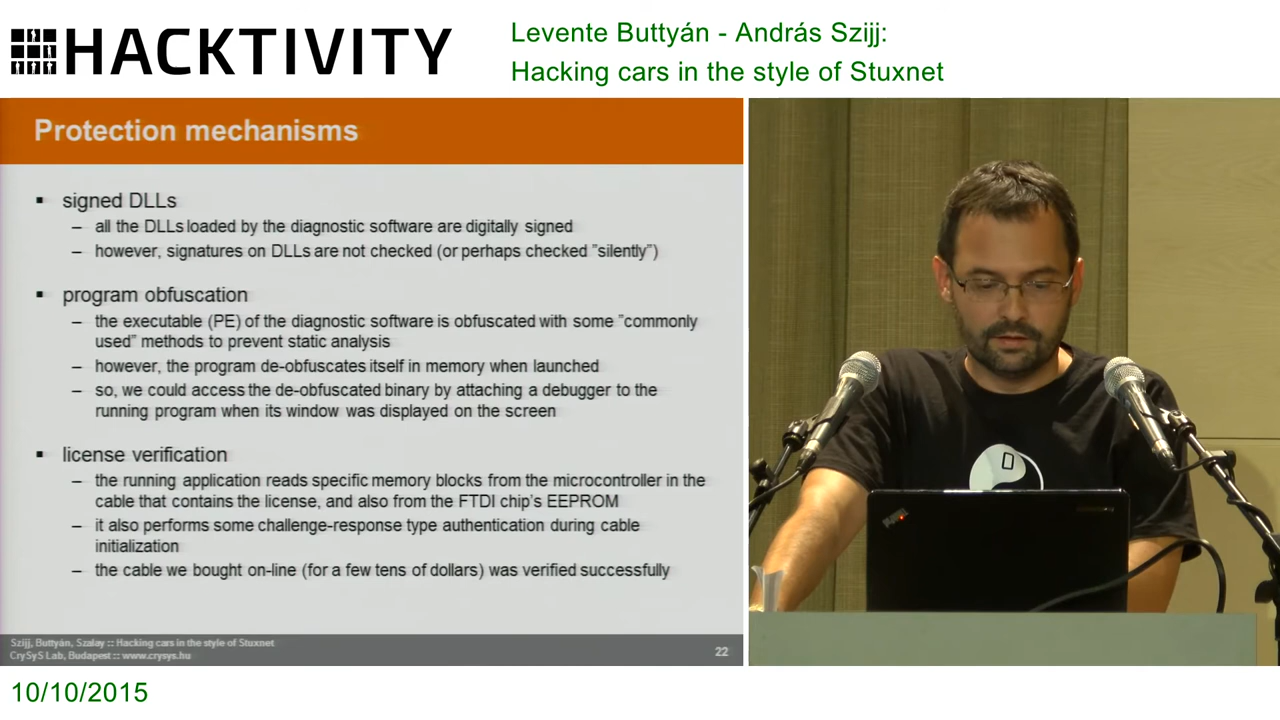 HACKTIVITY
Levente Buttyán - András Szijj:
Hacking cars in the style of Stuxnet
Protection mechanisms
▪ signed DLLs
– all the DLLs loaded by the diagnostic software are digitally signed
– however, signatures on DLLs are not checked (or perhaps checked ”silently”)
▪ program obfuscation
– the executable (PE) of the diagnostic software is obfuscated with some ”commonly
used” methods to prevent static analysis
– however, the program de-obfuscates itself in memory when launched
– so, we could access the de-obfuscated binary by attaching a debugger to the
running program when its window was displayed on the screen
▪ license verification
– the running application reads specific memory blocks from the microcontroller in the
cable that contains the license, and also from the FTDI chip's EEPROM
– it also performs some challenge-response type authentication during cable
initialization
– the cable we bought on-line (for a few tens of dollars) was verified successfully
Szijj, Buttyán, Szalay :: Hacking cars in the style of Stuxnet
CrySyS Lab, Budapest :: www.crysys.hu
22
10/10/2015